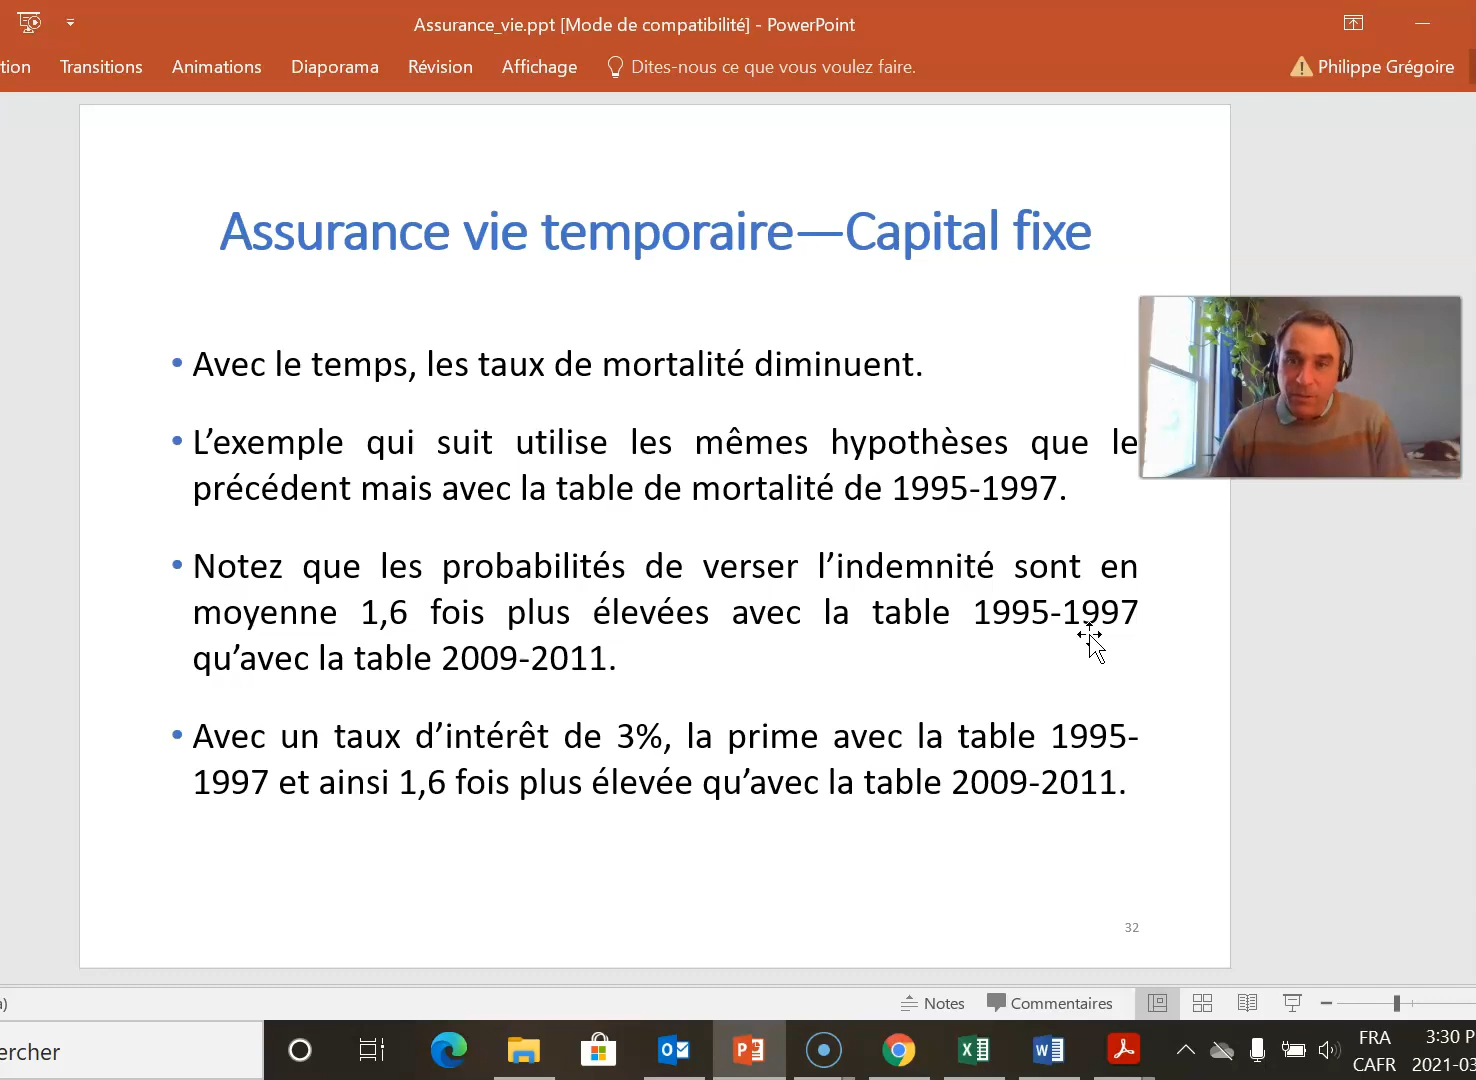 Assurance_vie.ppt [Mode de compatibilité] - PowerPoint
tion Transitions Animations Diaporama Révision Affichage Dites-nous ce que vous voulez faire. Philippe Grégoire
Assurance vie temporaire—Capital fixe
• Avec le temps, les taux de mortalité diminuent.
• L’exemple qui suit utilise les mêmes hypothèses que le
précédent mais avec la table de mortalité de 1995-1997.
• Notez que les probabilités de verser l’indemnité sont en
moyenne 1,6 fois plus élevées avec la table 1995-1997
qu’avec la table 2009-2011.
• Avec un taux d’intérêt de 3%, la prime avec la table 1995-
1997 et ainsi 1,6 fois plus élevée qu’avec la table 2009-2011.
32
a) Notes Commentaires
ercher
FRA 3:30 P
CAFR 2021-03